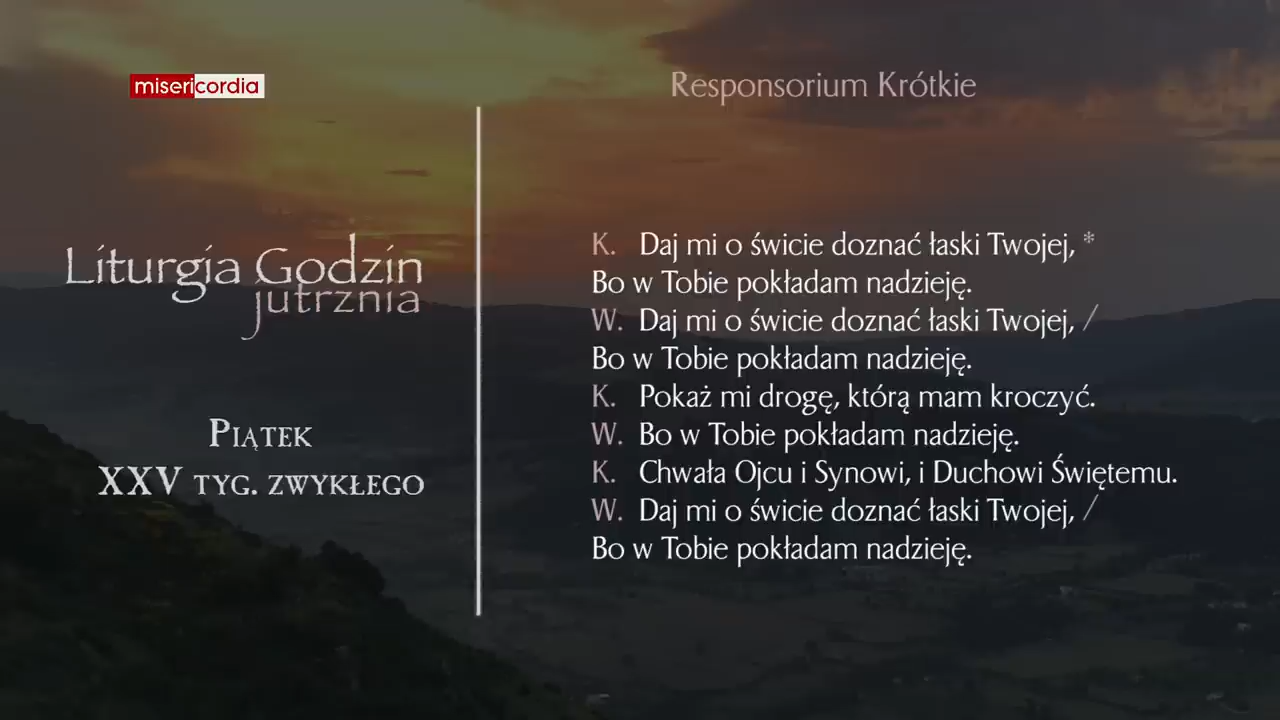 misericordia
Liturgia Godzin
jutrznia
Piątek
XXV tyg. zwykłego
Responsorium Krótkie
K. Daj mi o świcie doznać łaski Twojej, *
Bo w Tobie pokładam nadzieję.
W. Daj mi o świcie doznać łaski Twojej, /
Bo w Tobie pokładam nadzieję.
K. Pokaż mi drogę, którą mam kroczyć.
W. Bo w Tobie pokładam nadzieję.
K. Chwała Ojcu i Synowi, i Duchowi Świętemu.
W. Daj mi o świcie doznać łaski Twojej, /
Bo w Tobie pokładam nadzieję.